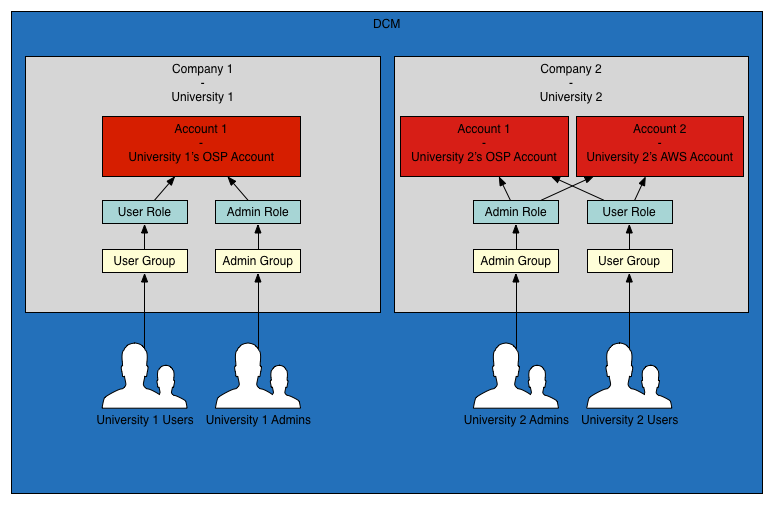 DCM
Company 1
-
University 1
Account 1
-
University 1's OSP Account
User Role
Admin Role
User Group
Admin Group
University 1 Users
University 1 Admins
Company 2
-
University 2
Account 1
-
University 2's OSP Account
Account 2
-
University 2's AWS Account
Admin Role
User Role
Admin Group
User Group
University 2 Admins
University 2 Users